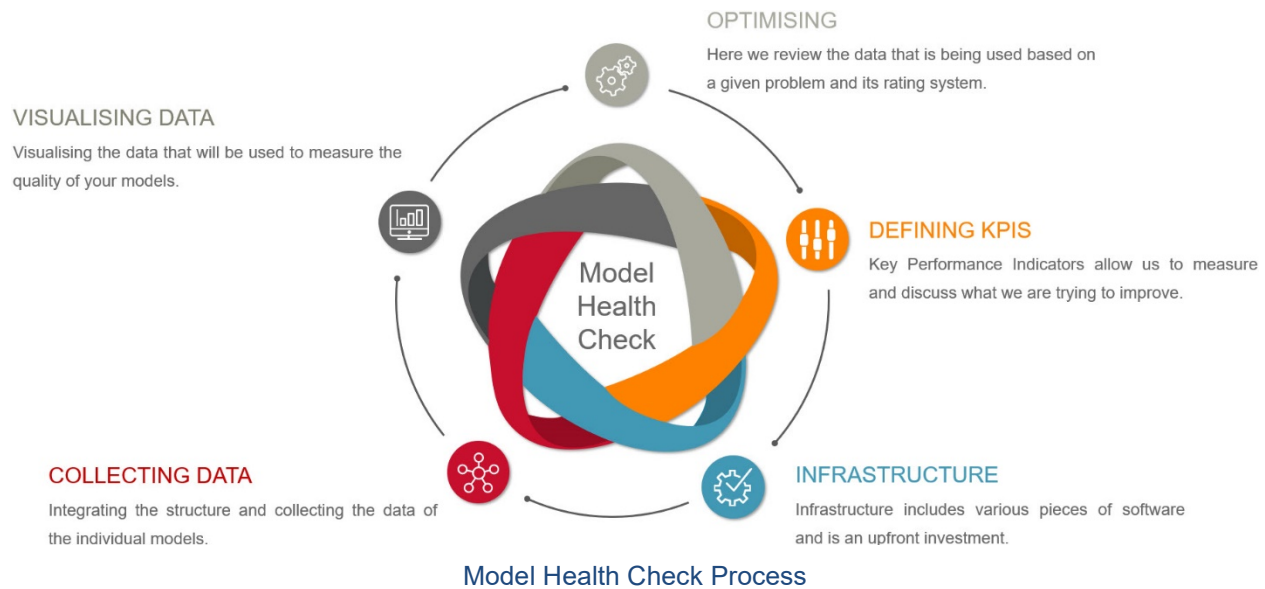 OPTIMISING
Here we review the data that is being used based on
a given problem and its rating system.
VISUALISING DATA
Visualising the data that will be used to measure the
quality of your models.
DEFINING KPIS
Key Performance Indicators allow us to measure
and discuss what we are trying to improve.
Model
Health
Check
COLLECTING DATA
Integrating the structure and collecting the data of
the individual models.
INFRASTRUCTURE
Infrastructure includes various pieces of software
and is an upfront investment.
Model Health Check Process